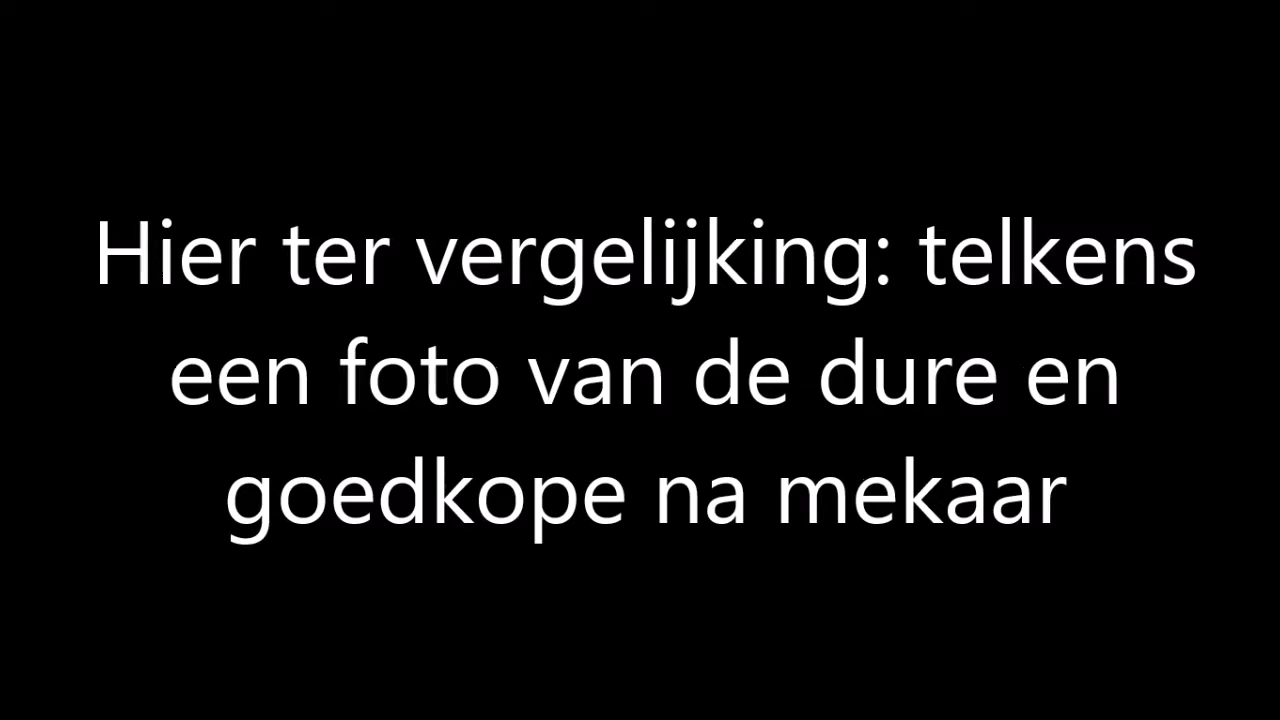 Hier ter vergelijking: telkens
een foto van de dure en
goedkope na mekaar